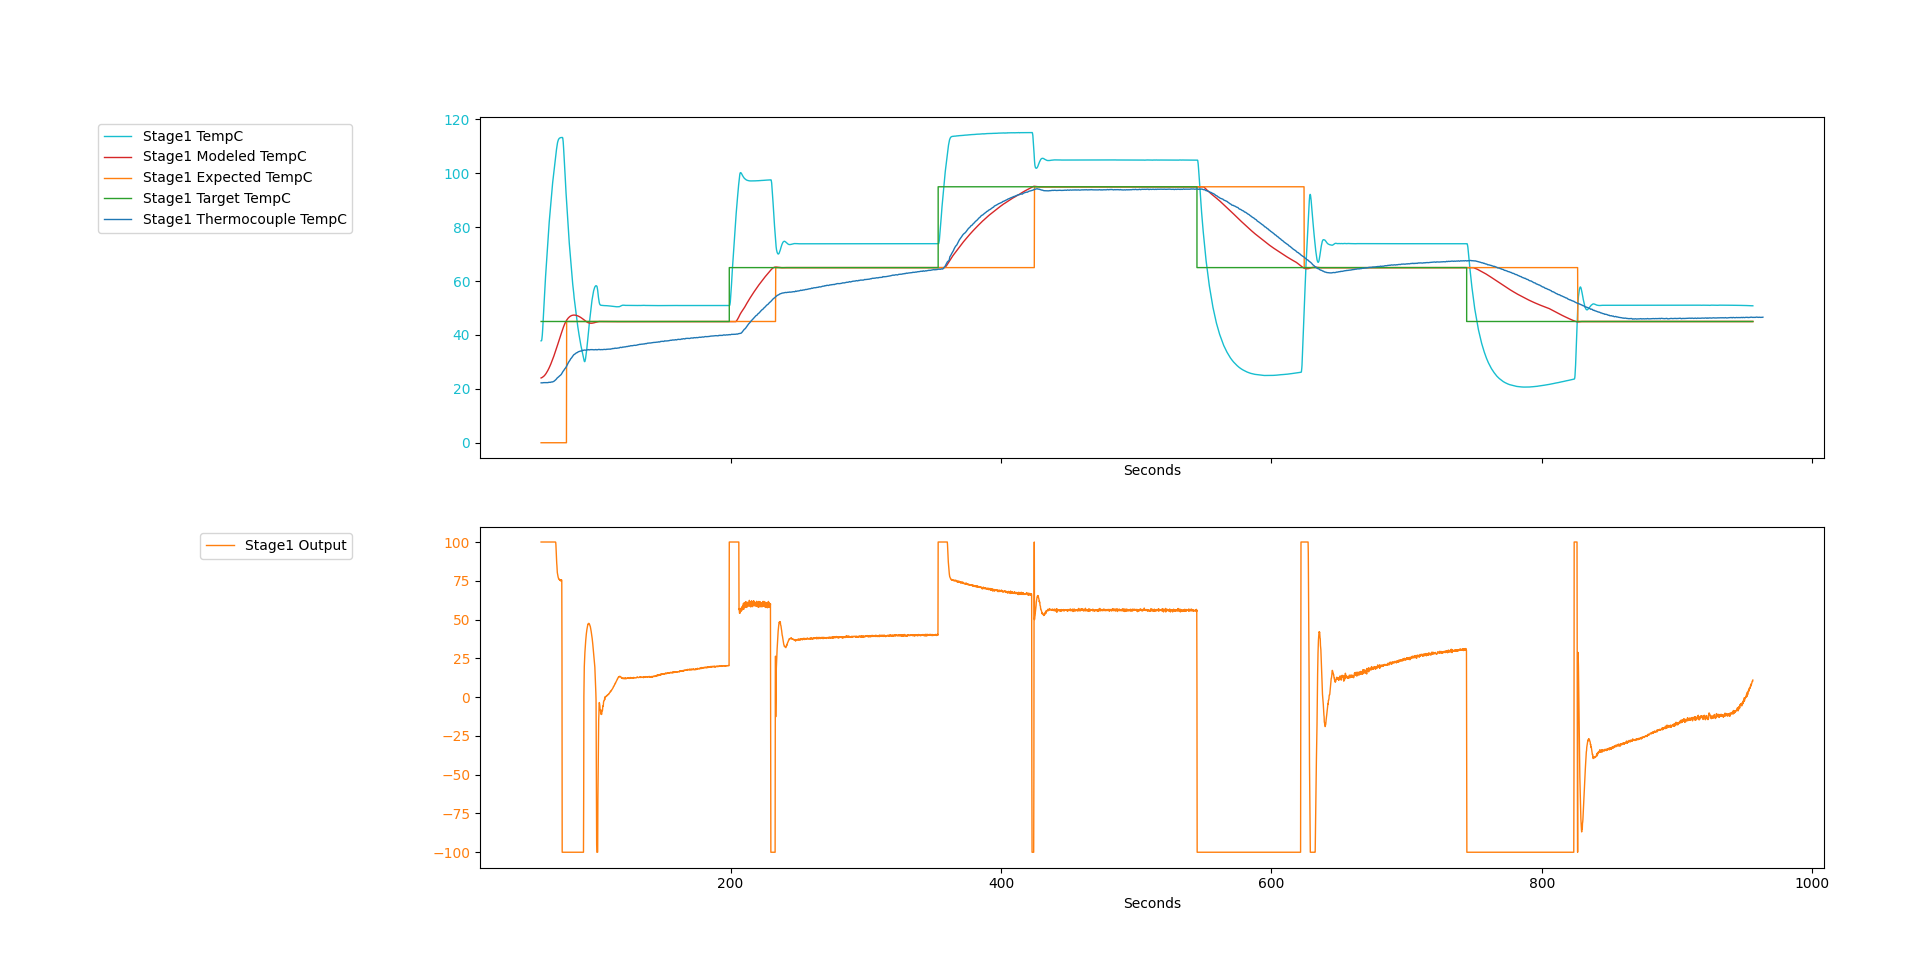 Stage1 TempC
Stage1 Modeled TempC
Stage1 Expected TempC
Stage1 Target TempC
Stage1 Thermocouple TempC
120
100
80
60
40
20
0
Seconds
Stage1 Output
100
75
50
25
0
−25
−50
−75
−100
200 400 600 800 1000
Seconds